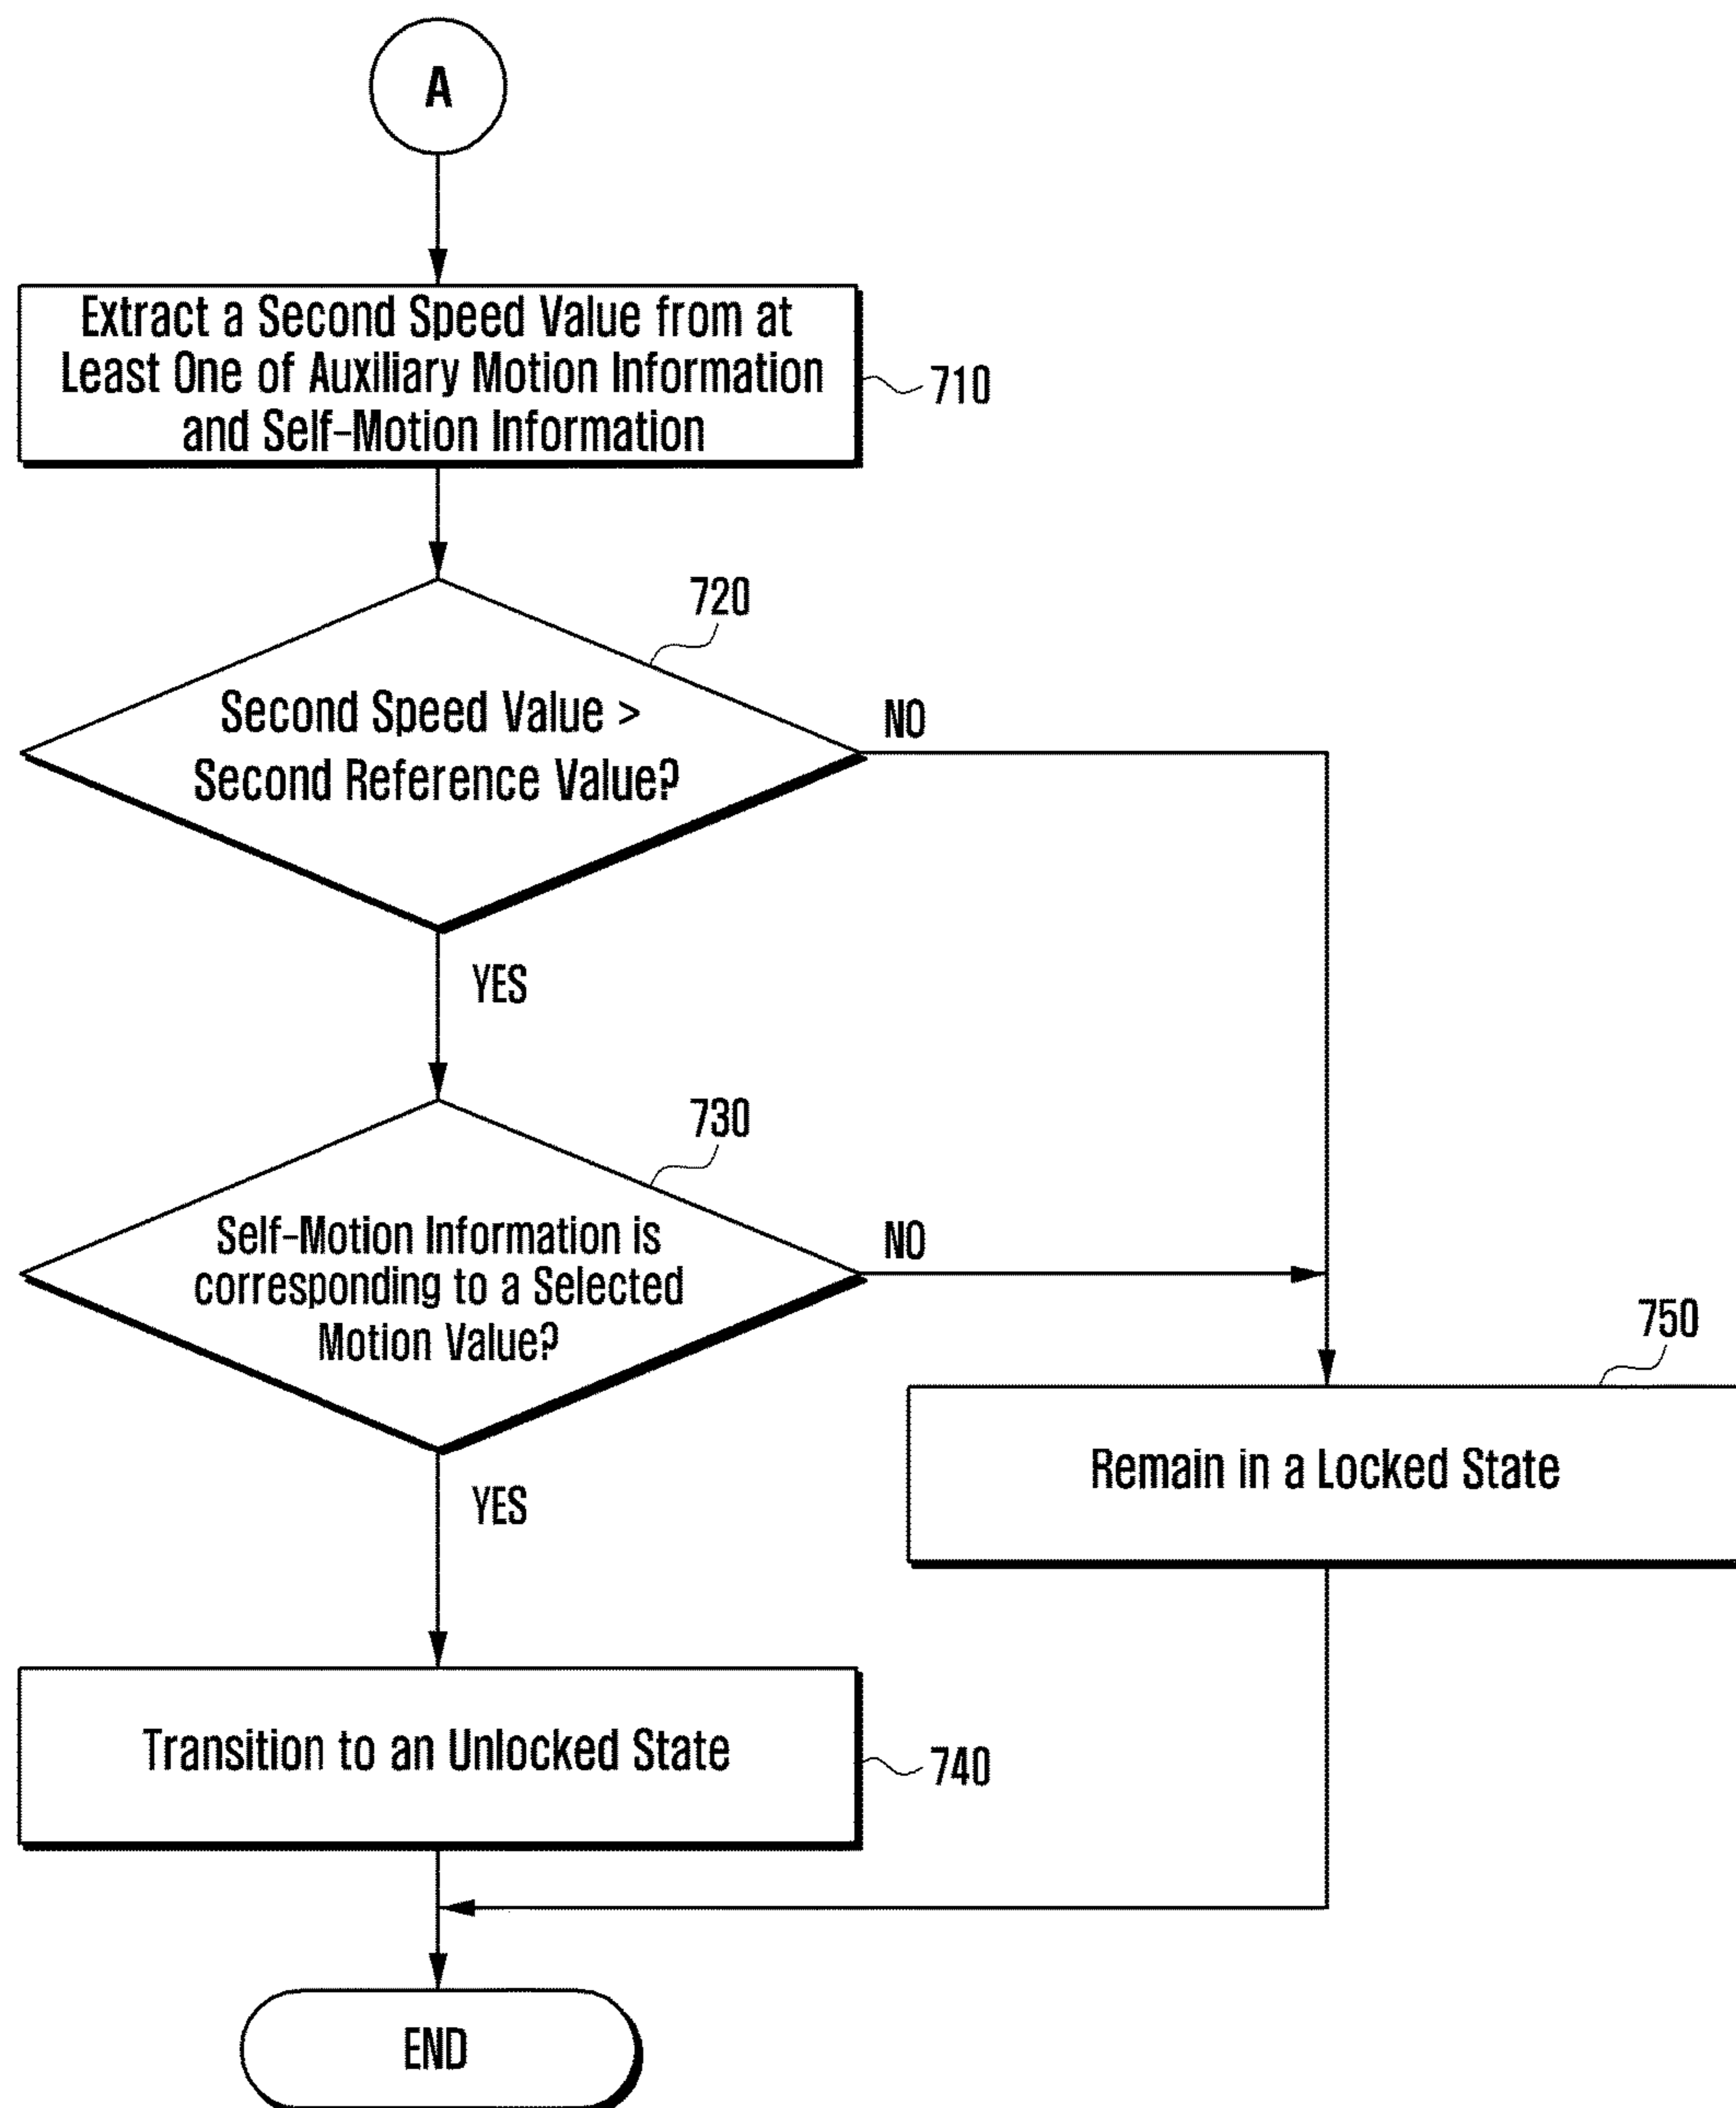 A
Extract a Second Speed Value from at
Least One of Auxiliary Motion Information
and Self-Motion Information
710
720
Second Speed Value >
Second Reference Value?
NO
YES
730
Self-Motion Information is
corresponding to a Selected
Motion Value?
NO
YES
750
Remain in a Locked State
Transition to an Unlocked State
740
END